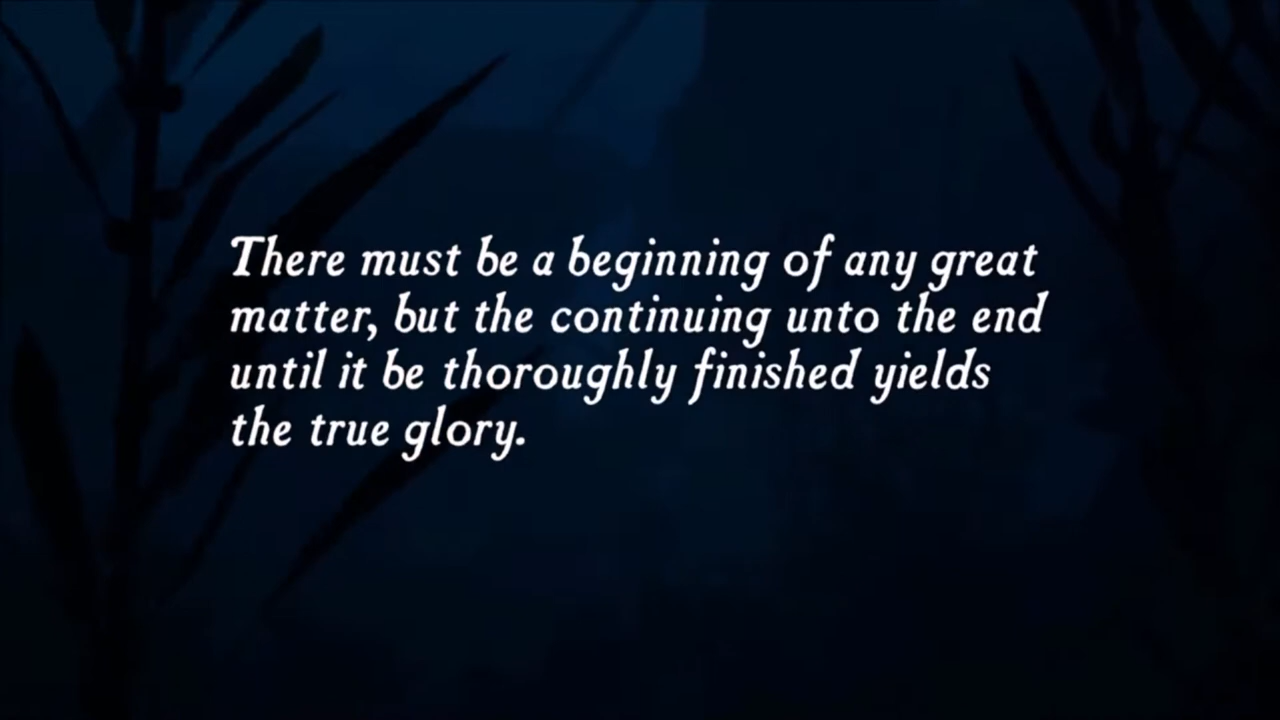 There must be a beginning of any great
matter, but the continuing unto the end
until it be thoroughly finished yields
the true glory.